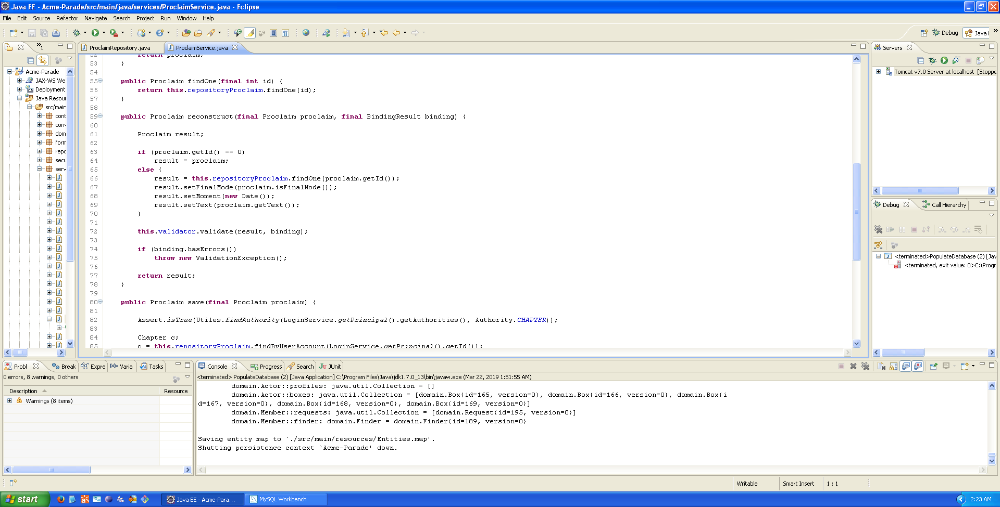 Java EE - Acme-Parade/src/main/java/services/ProclaimService.java - Eclipse
File Edit Source Refactor Navigate Search Project Run Window Help
Debug
Java
1
ProclaimRepository.java
ProclaimService.java
Servers
Acme-Parade
JAX-WS We
Deployment
Java Resour
src/mair
cont
conv
dom
form
repo
secu
serv
52 return proclaim;
53 }
54
55 public Proclaim findOne(final int id) {
56 return this.repositoryProclaim.findOne(id);
57 }
58
59 public Proclaim reconstruct(final Proclaim proclaim, final BindingResult binding) {
60
61 Proclaim result;
62
63 if (proclaim.getId() == 0)
64 result = proclaim;
65 else {
66 result = this.repositoryProclaim.findOne(proclaim.getId());
67 result.setFinalMode(proclaim.isFinalMode());
68 result.setMoment(new Date());
69 result.setText(proclaim.getText());
70 }
71
72 this.validator.validate(result, binding);
73
74 if (binding.hasErrors())
75 throw new ValidationException();
76
77 return result;
78 }
79
80 public Proclaim save(final Proclaim proclaim) {
81
82 Assert.isTrue(Utiles.findAuthority(LoginService.getPrincipal().getAuthorities(), Authority.CHAPTER));
83
84 Chapter c;
85 c = this.repositoryProclaim.findByUserAccount(LoginService.getPrincipal().getId());
Tomcat v7.0 Server at localhost [Stoppe
Debug
Call Hierarchy
<terminated>PopulateDatabase (2) [Jav
<terminated, exit value: 0>C:\Progr
Probl
Break
Expre
Varia
Tasks
0 errors, 8 warnings, 0 others
Description
Resource
Warnings (8 items)
Console
Progress
Search
JUnit
<terminated> PopulateDatabase (2) [Java Application] C:\Program Files\Java\jdk1.7.0_13\bin\javaw.exe (Mar 22, 2019 1:51:55 AM)
domain.Actor::profiles: java.util.Collection = []
domain.Actor::boxes: java.util.Collection = [domain.Box{id=165, version=0}, domain.Box{id=166, version=0}, domain.Box{i
d=167, version=0}, domain.Box{id=168, version=0}, domain.Box{id=169, version=0}]
domain.Member::requests: java.util.Collection = [domain.Request{id=195, version=0}]
domain.Member::finder: domain.Finder = domain.Finder{id=189, version=0}
Saving entity map to `./src/main/resources/Entities.map'.
Shutting persistence context `Acme-Parade' down.
Writable
Smart Insert
1 : 1
start
Java EE - Acme-Para...
MySQL Workbench
2:23 AM